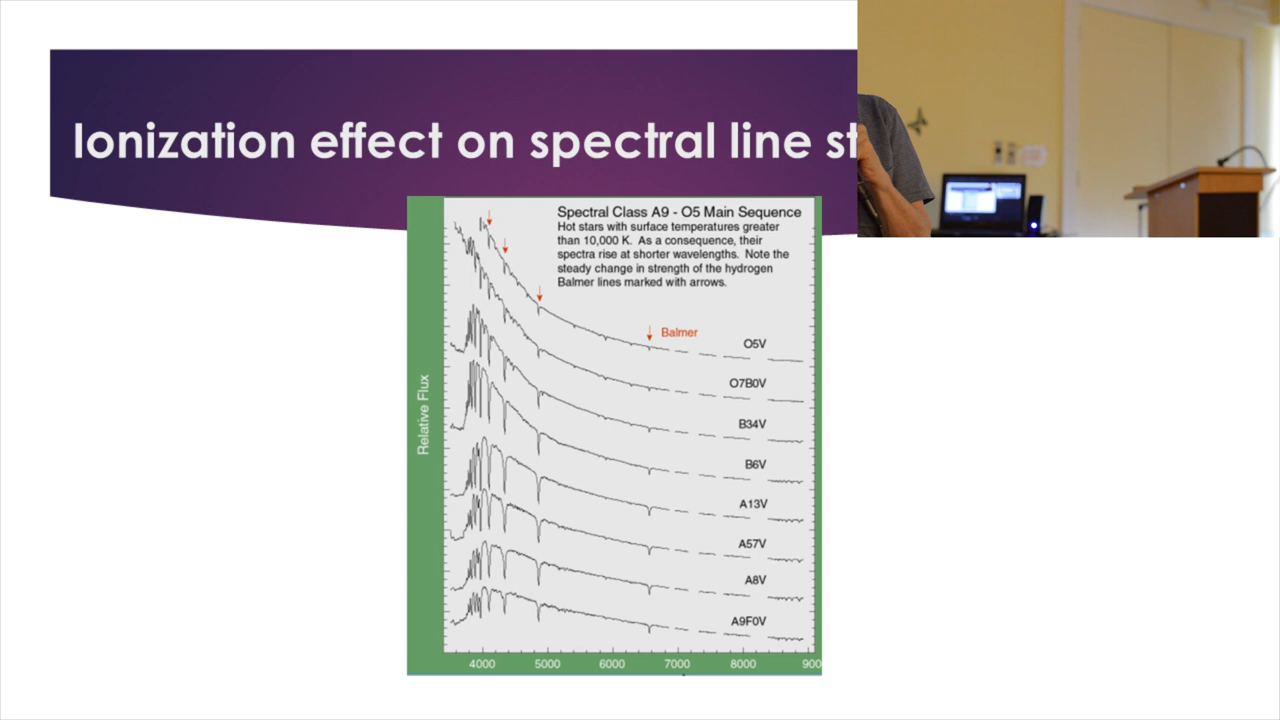 Ionization effect on spectral line st
Spectral Class A9 - O5 Main Sequence
Hot stars with surface temperatures greater
than 10,000 K. As a consequence, their
spectra rise at shorter wavelengths. Note the
steady change in strength of the hydrogen
Balmer lines marked with arrows.
Balmer
O5V
O7B0V
B34V
B6V
A13V
A57V
A8V
A9F0V
Relative Flux
4000 5000 6000 7000 8000 900